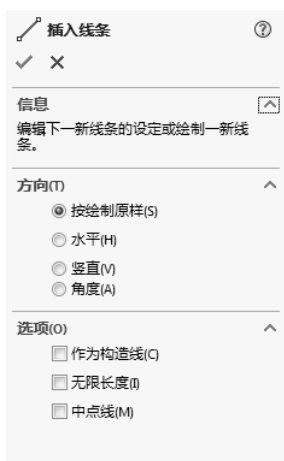 插入线条
信息
编辑下一新线条的设定或绘制一新线
条。
方向(T)
按绘制原样(S)
水平(H)
竖直(V)
角度(A)
选项(O)
作为构造线(C)
无限长度(I)
中点线(M)